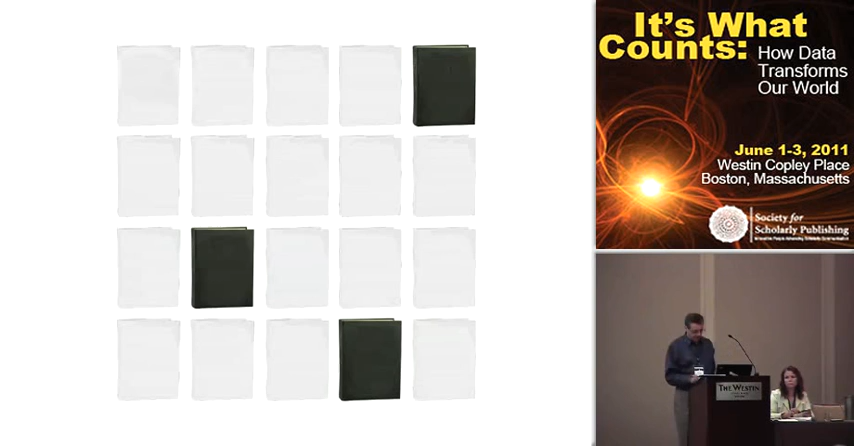 It's What
Counts: How Data
Transforms
Our World
June 1-3, 2011
Westin Copley Place
Boston, Massachusetts
Society for
Scholarly Publishing
THE WESTIN